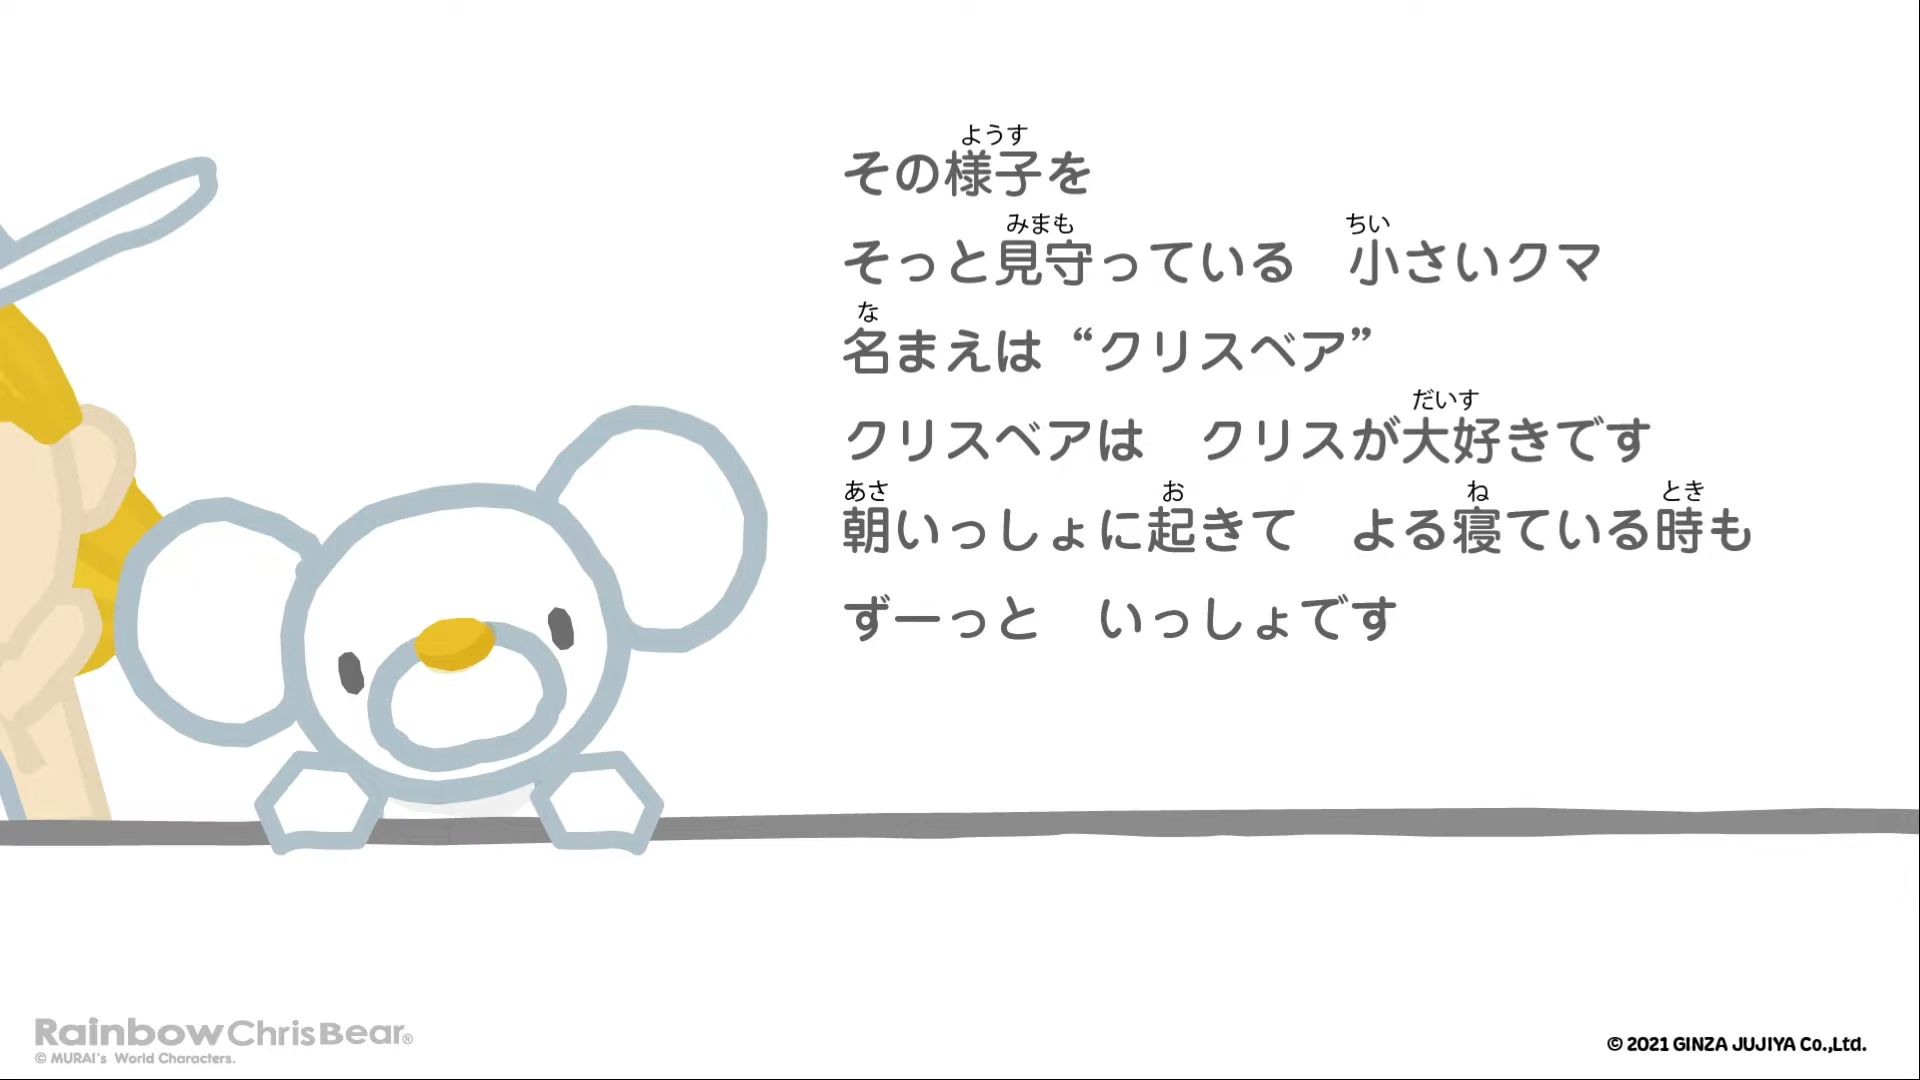 ようす
その様子を
みまも ちい
そっと見守っている　小さいクマ
な
名まえは “クリスベア”
だいす
クリスベアは　クリスが大好きです
あさ お ね とき
朝いっしょに起きて　よる寝ている時も
ずーっと　いっしょです
RainbowChrisBear®
© MURAI's World Characters.
© 2021 GINZA JUJIYA Co.,Ltd.